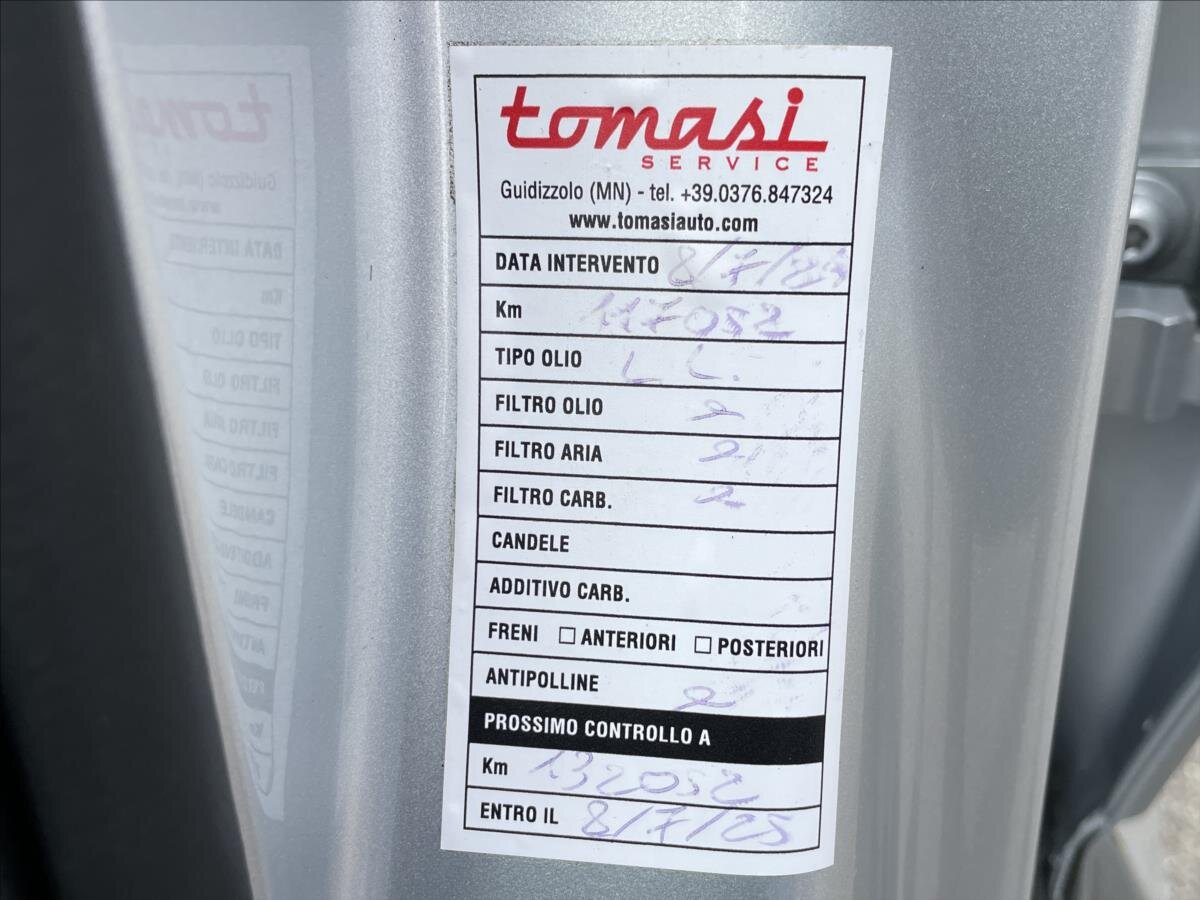 tomasi
SERVICE
Guidizzolo (MN) - tel. +39.0376.847324
www.tomasiauto.com
DATA INTERVENTO 8/7/24
Km 117052
TIPO OLIO L L.
FILTRO OLIO
FILTRO ARIA
FILTRO CARB.
CANDELE
ADDITIVO CARB.
FRENI ☐ ANTERIORI ☐ POSTERIORI
ANTIPOLLINE
PROSSIMO CONTROLLO A
Km 132052
ENTRO IL 8/7/25